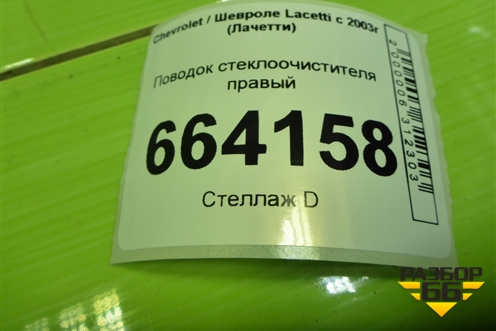 Chevrolet / Шевроле Lacetti с 2003г
(Лачетти)
Поводок стеклоочистителя
правый
664158
Стеллаж D
2000006312303
РАЗБОР
66